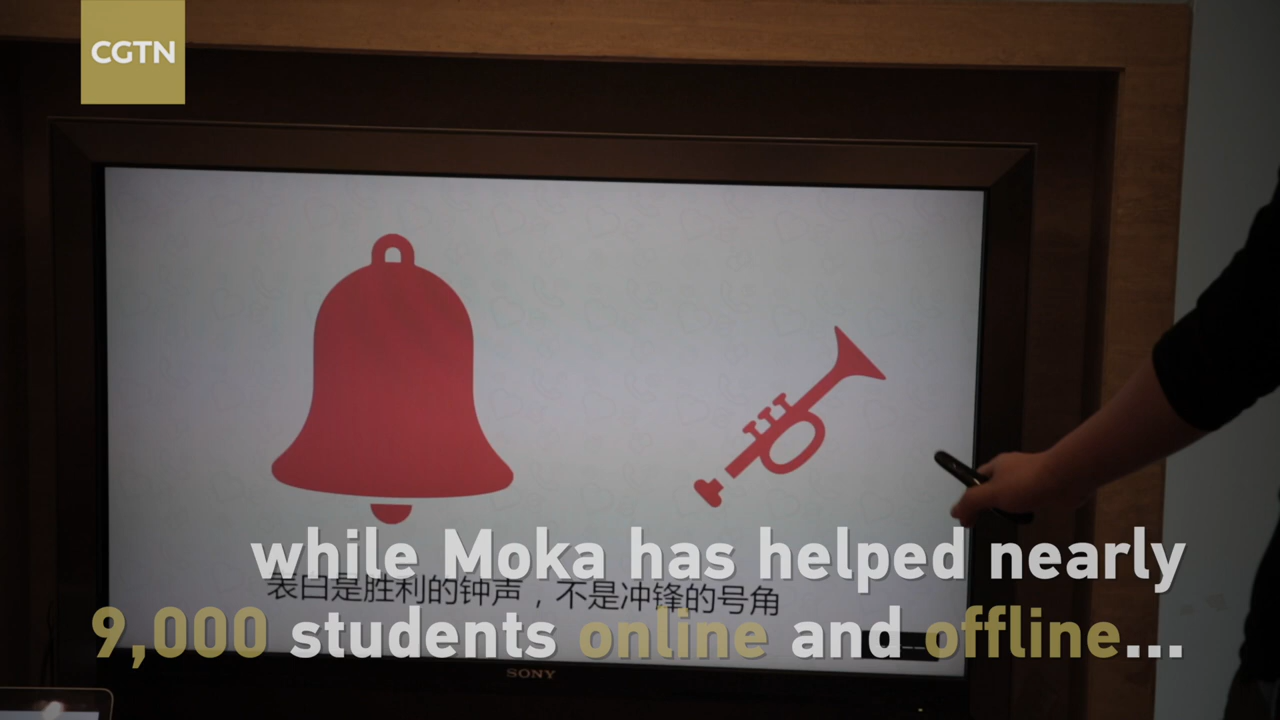 CGTN
while Moka has helped nearly
表白是胜利的钟声，不是冲锋的号角
9,000 students online and offline...
SONY